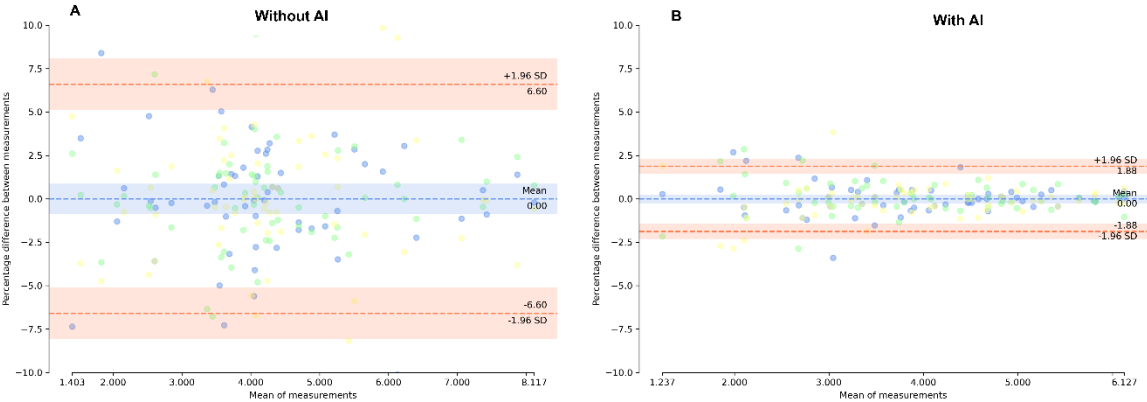 A
Without AI
Percentage difference between measurements
10.0
7.5
5.0
2.5
0.0
−2.5
−5.0
−7.5
−10.0
+1.96 SD
6.60
Mean
0.00
-6.60
-1.96 SD
1.403
2.000
3.000
4.000
5.000
6.000
7.000
8.117
Mean of measurements
B
With AI
Percentage difference between measurements
10.0
7.5
5.0
2.5
0.0
−2.5
−5.0
−7.5
−10.0
+1.96 SD
1.88
Mean
0.00
-1.88
-1.96 SD
1.237
2.000
3.000
4.000
5.000
6.127
Mean of measurements